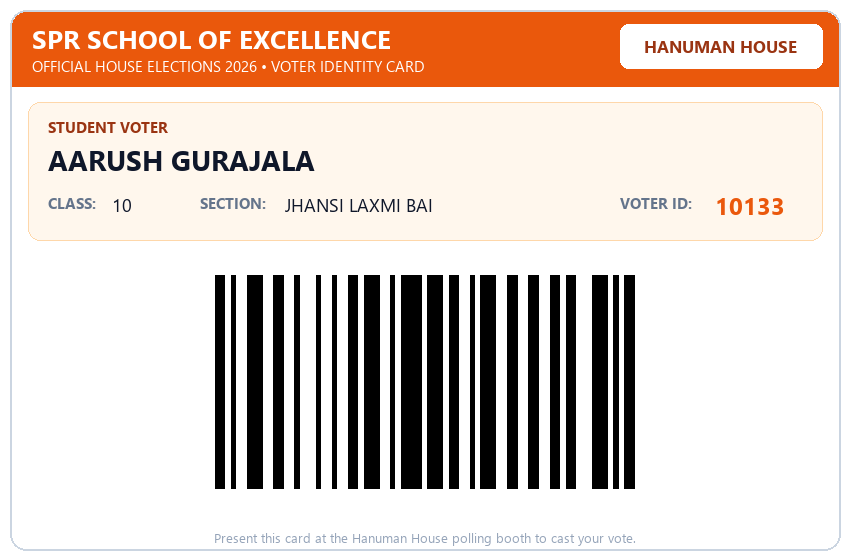 SPR SCHOOL OF EXCELLENCE
OFFICIAL HOUSE ELECTIONS 2026 • VOTER IDENTITY CARD
HANUMAN HOUSE
STUDENT VOTER
AARUSH GURAJALA
CLASS: 10 SECTION: JHANSI LAXMI BAI VOTER ID: 10133
Present this card at the Hanuman House polling booth to cast your vote.